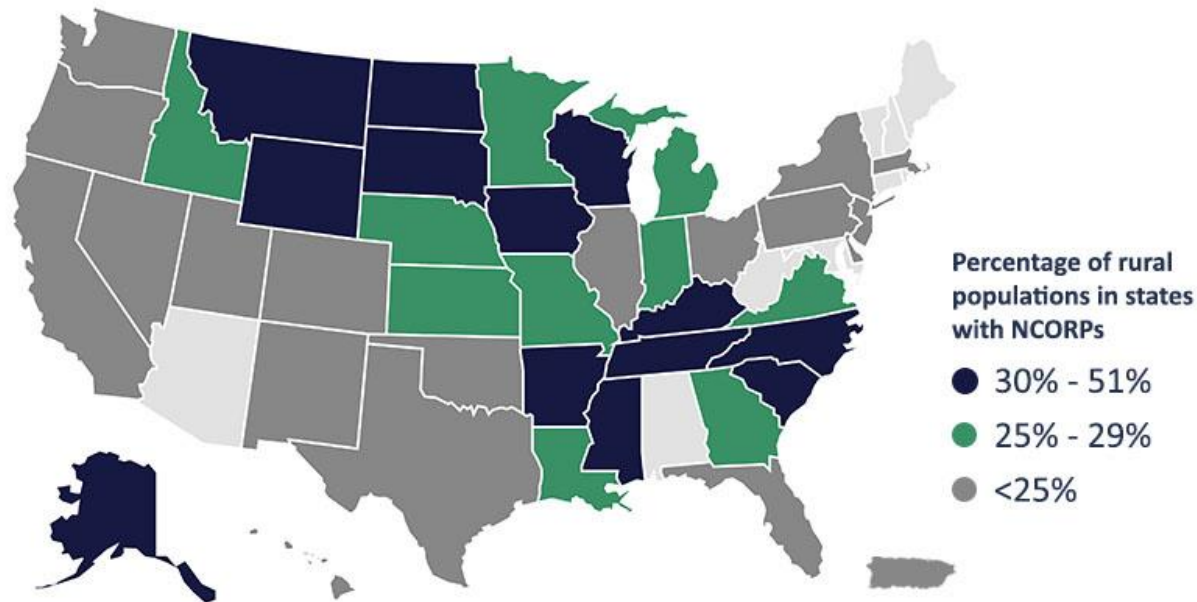 Percentage of rural
populations in states
with NCORPs
30% - 51%
25% - 29%
<25%